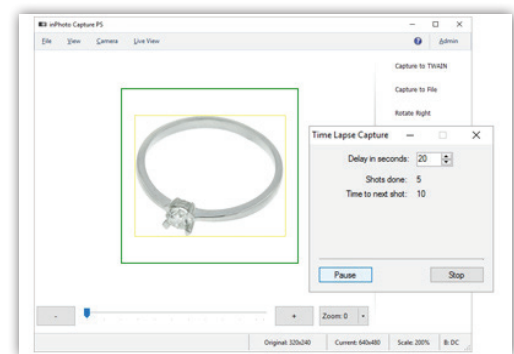 inPhoto Capture PS
File View Camera Live View Admin
Capture to TWAIN
Capture to File
Rotate Right
Time Lapse Capture
Delay in seconds: 20
Shots done: 5
Time to next shot: 10
Pause Stop
- + Zoom: 0
Original: 320x240 Current: 640x480 Scale: 200% B: DC